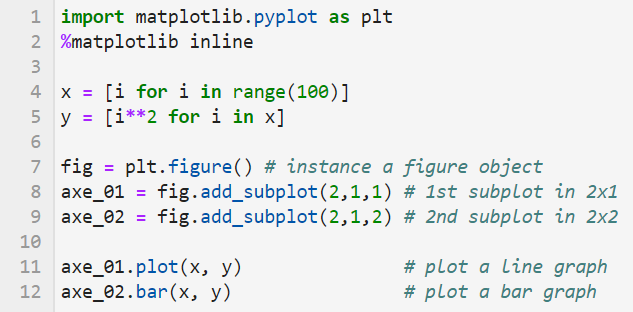 1 import matplotlib.pyplot as plt
2 %matplotlib inline
3
4 x = [i for i in range(100)]
5 y = [i**2 for i in x]
6
7 fig = plt.figure() # instance a figure object
8 axe_01 = fig.add_subplot(2,1,1) # 1st subplot in 2x1
9 axe_02 = fig.add_subplot(2,1,2) # 2nd subplot in 2x2
10
11 axe_01.plot(x, y) # plot a line graph
12 axe_02.bar(x, y) # plot a bar graph